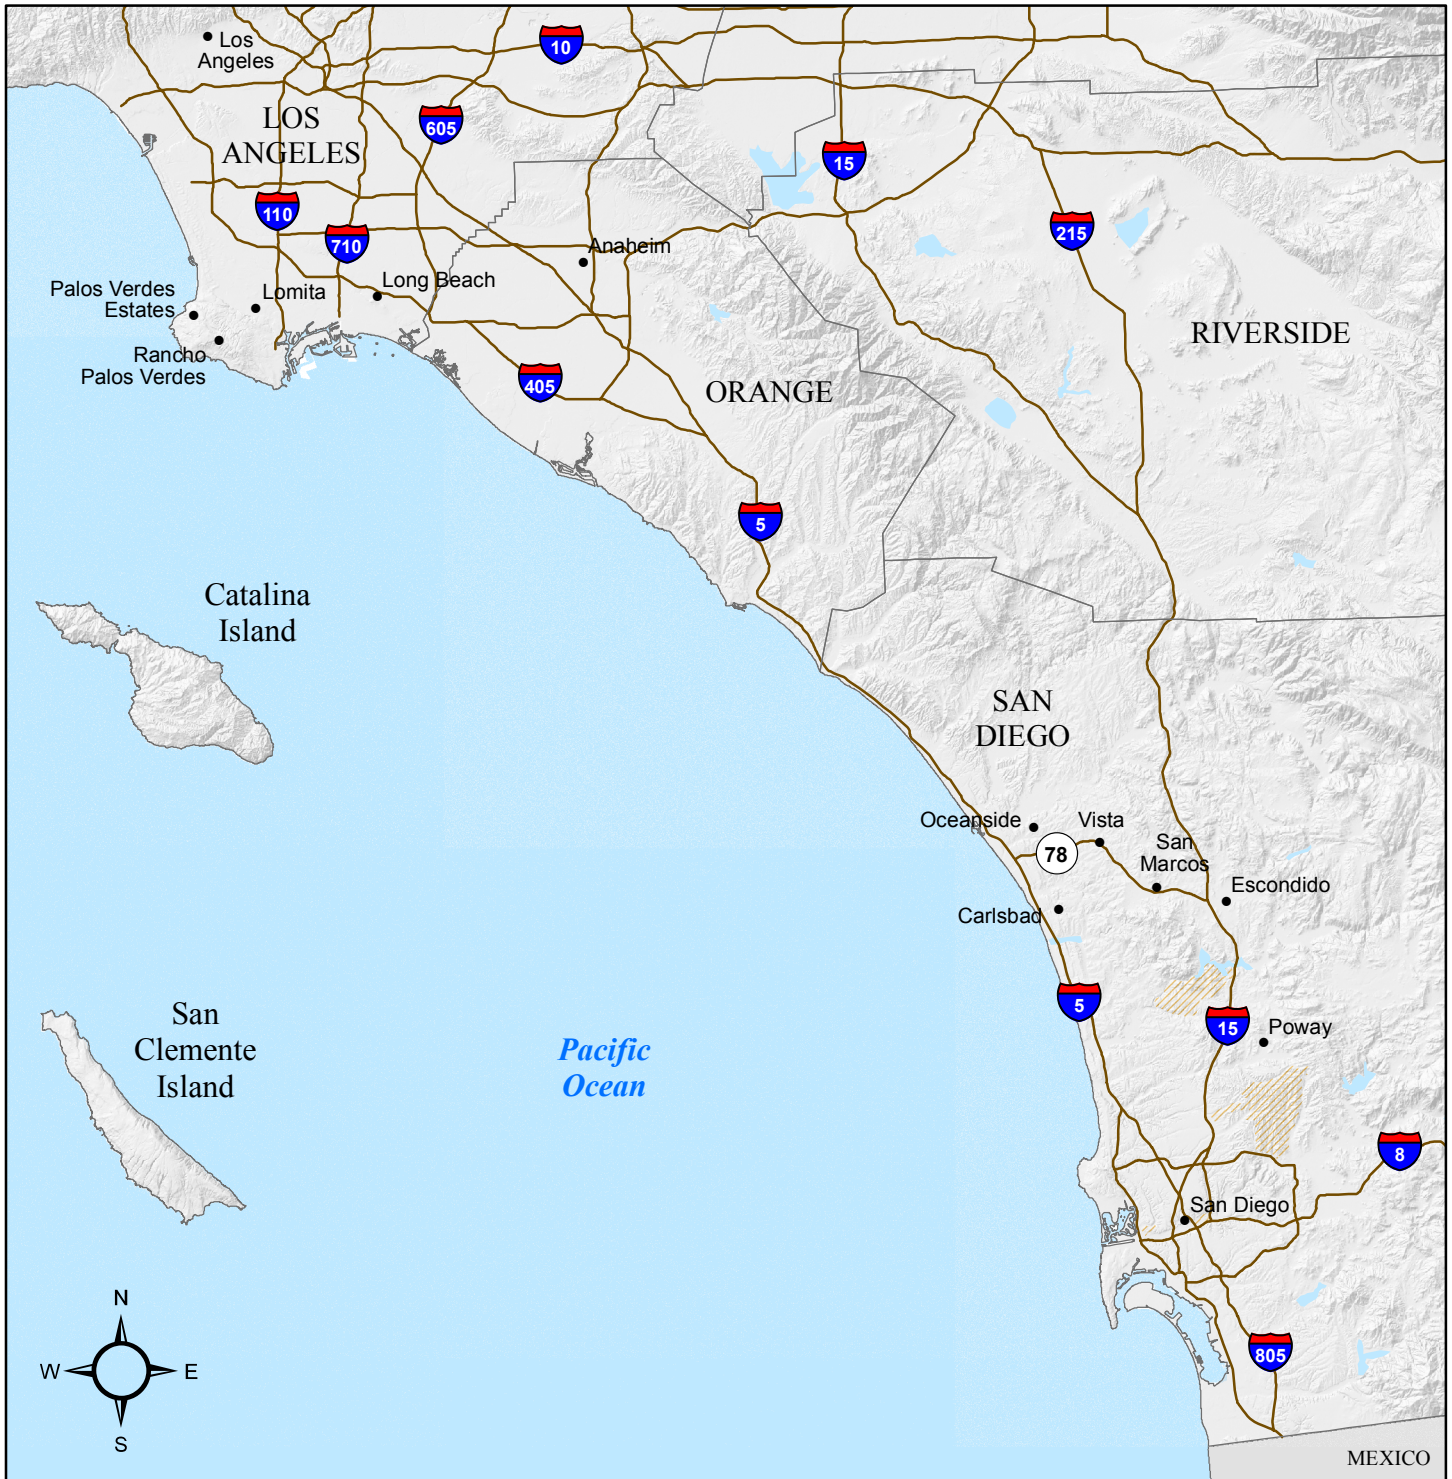 Los
Angeles
10
LOS
ANGELES
605
15
110
710
215
Anaheim
Palos Verdes
Estates
Lomita
Long Beach
Rancho
Palos Verdes
RIVERSIDE
405
ORANGE
5
Catalina
Island
SAN
DIEGO
Oceanside
Vista
78
San
Marcos
Escondido
Carlsbad
5
15
Poway
San
Clemente
Island
Pacific
Ocean
8
San Diego
805
N
W
E
S
MEXICO